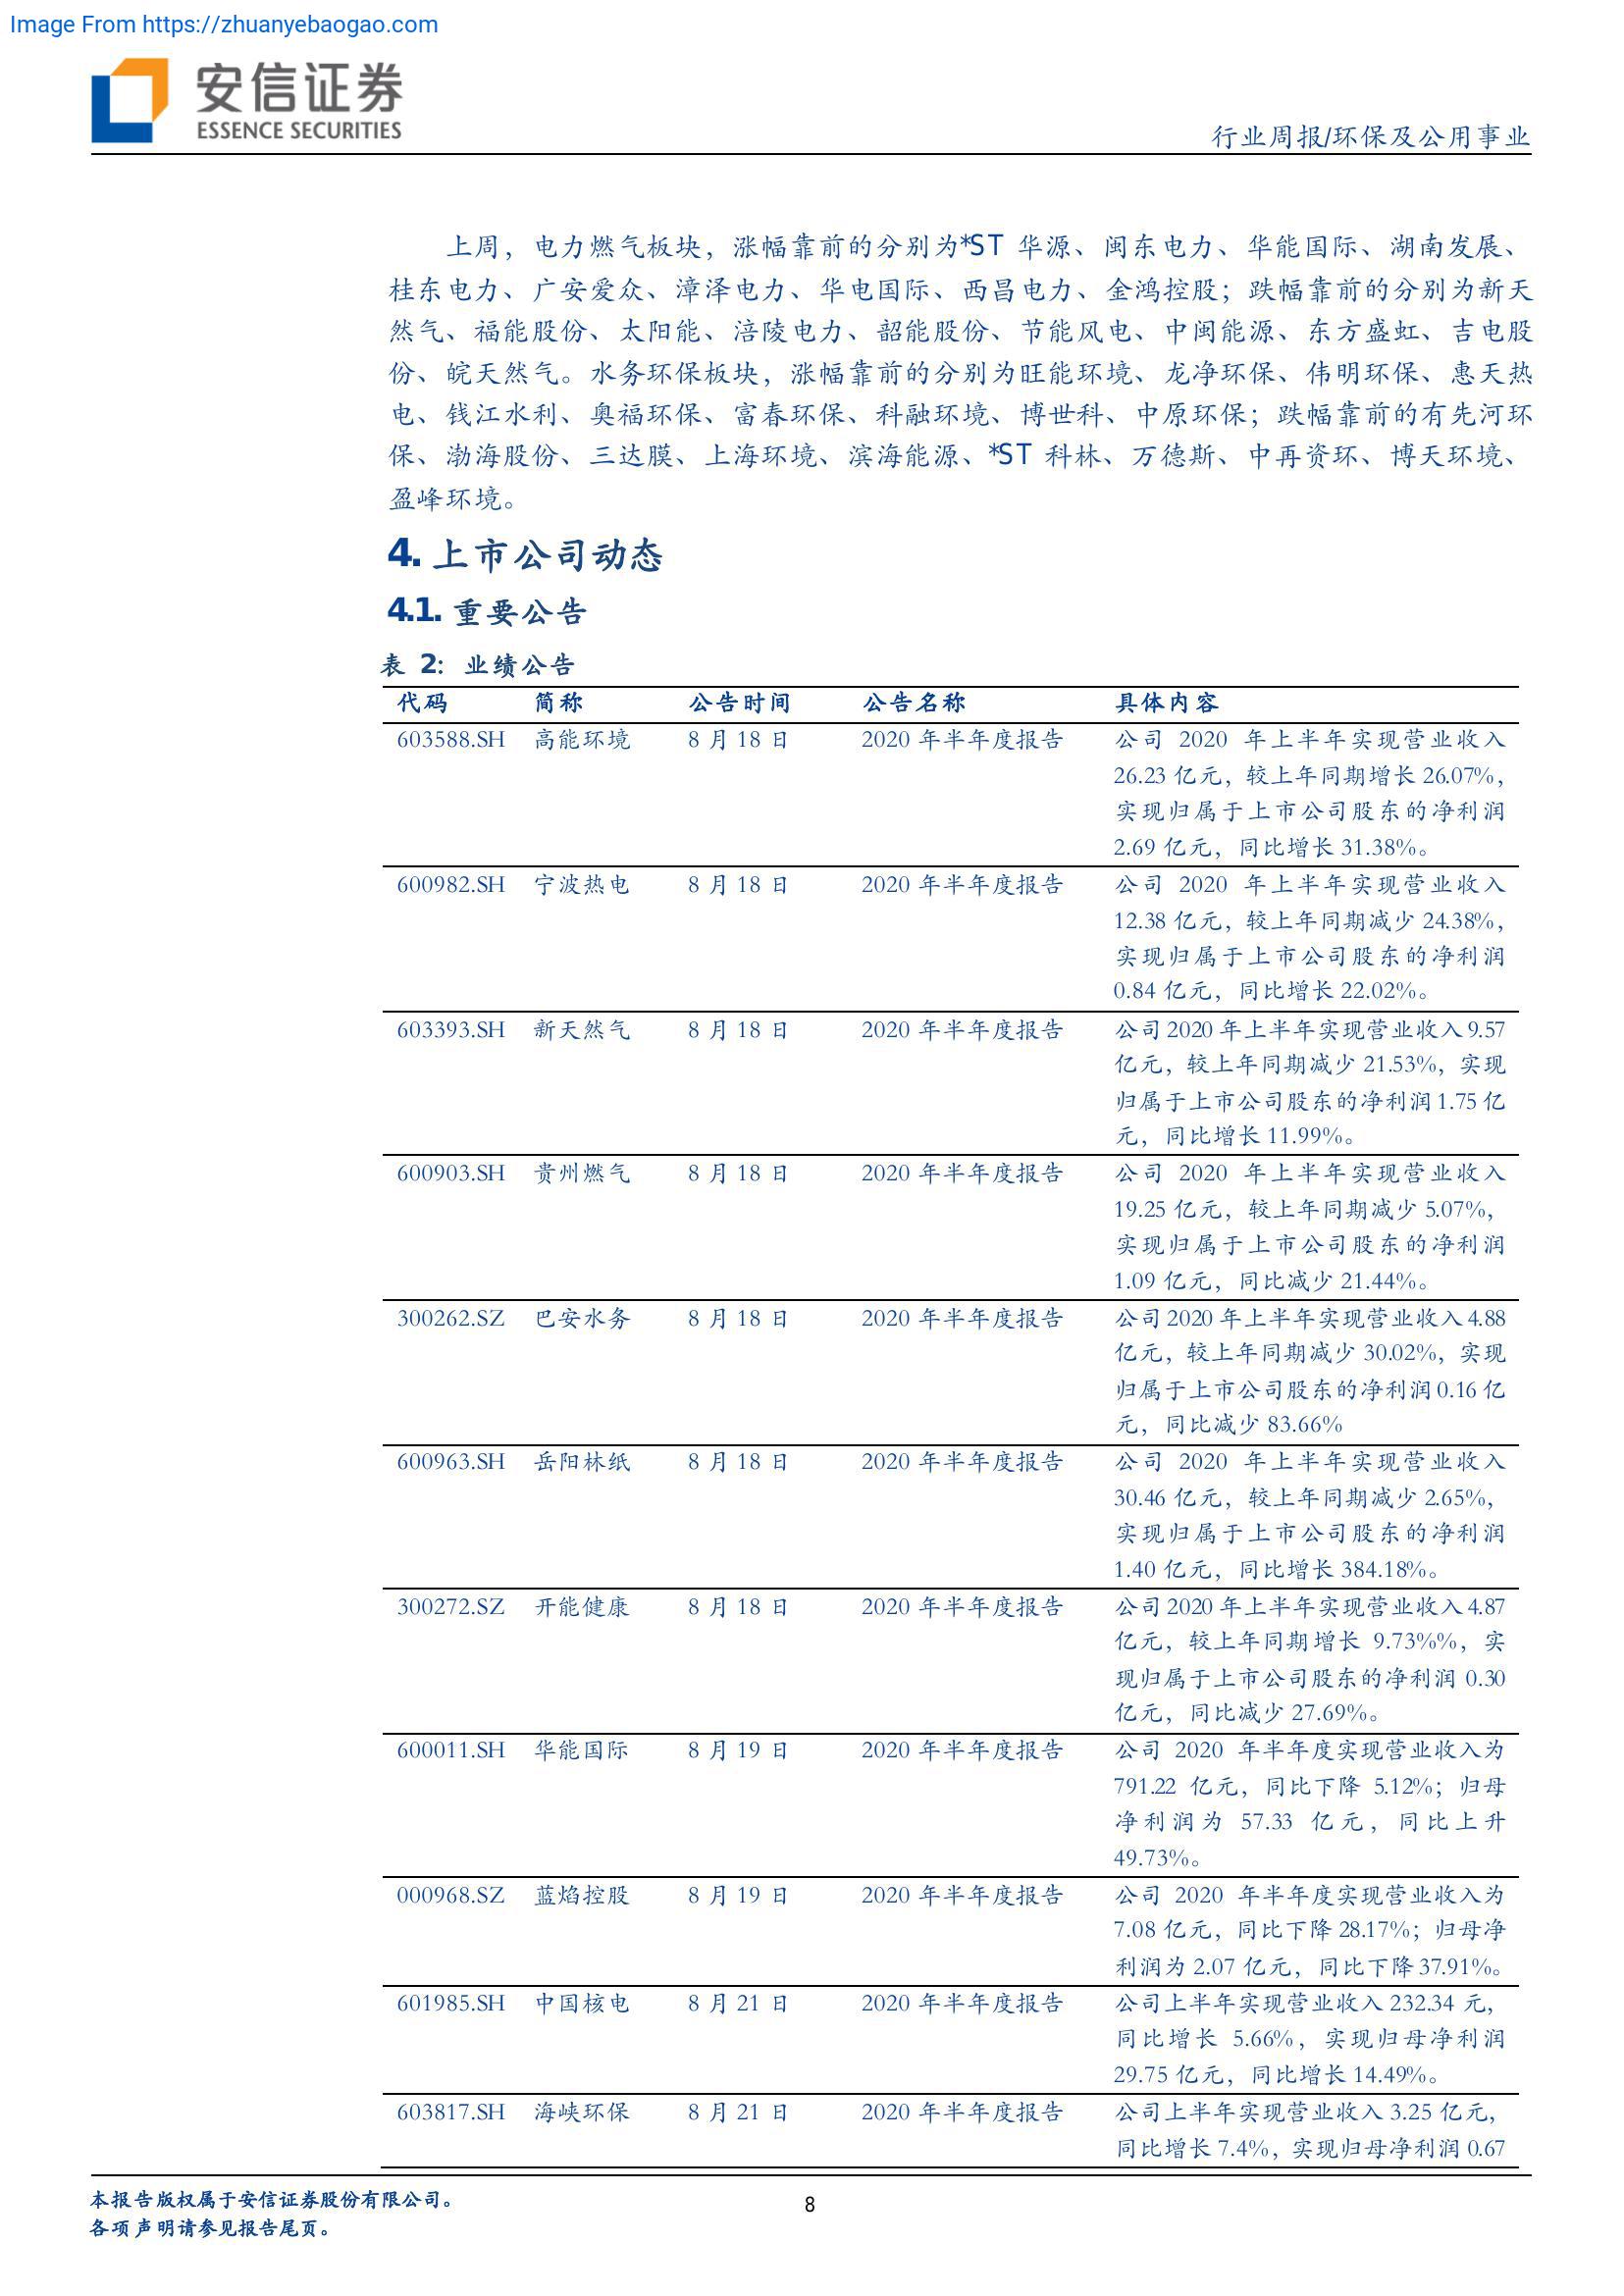 Image From https://zhuanyebaogao.com
安信证券
ESSENCE SECURITIES
行业周报/环保及公用事业
上周，电力燃气板块，涨幅靠前的分别为*ST 华源、闽东电力、华能国际、湖南发展、
桂东电力、广安爱众、漳泽电力、华电国际、西昌电力、金鸿控股；跌幅靠前的分别为新天
然气、福能股份、太阳能、涪陵电力、韶能股份、节能风电、中闽能源、东方盛虹、吉电股
份、皖天然气。水务环保板块，涨幅靠前的分别为旺能环境、龙净环保、伟明环保、惠天热
电、钱江水利、奥福环保、富春环保、科融环境、博世科、中原环保；跌幅靠前的有先河环
保、渤海股份、三达膜、上海环境、滨海能源、*ST 科林、万德斯、中再资环、博天环境、
盈峰环境。
4. 上市公司动态
4.1. 重要公告
表 2：业绩公告
代码 简称 公告时间 公告名称 具体内容
603588.SH 高能环境 8 月 18 日 2020 年半年度报告 公司 2020 年上半年实现营业收入
26.23 亿元，较上年同期增长 26.07%，
实现归属于上市公司股东的净利润
2.69 亿元，同比增长 31.38%。
600982.SH 宁波热电 8 月 18 日 2020 年半年度报告 公司 2020 年上半年实现营业收入
12.38 亿元，较上年同期减少 24.38%，
实现归属于上市公司股东的净利润
0.84 亿元，同比增长 22.02%。
603393.SH 新天然气 8 月 18 日 2020 年半年度报告 公司 2020 年上半年实现营业收入 9.57
亿元，较上年同期减少 21.53%，实现
归属于上市公司股东的净利润 1.75 亿
元，同比增长 11.99%。
600903.SH 贵州燃气 8 月 18 日 2020 年半年度报告 公司 2020 年上半年实现营业收入
19.25 亿元，较上年同期减少 5.07%，
实现归属于上市公司股东的净利润
1.09 亿元，同比减少 21.44%。
300262.SZ 巴安水务 8 月 18 日 2020 年半年度报告 公司 2020 年上半年实现营业收入 4.88
亿元，较上年同期减少 30.02%，实现
归属于上市公司股东的净利润 0.16 亿
元，同比减少 83.66%
600963.SH 岳阳林纸 8 月 18 日 2020 年半年度报告 公司 2020 年上半年实现营业收入
30.46 亿元，较上年同期减少 2.65%，
实现归属于上市公司股东的净利润
1.40 亿元，同比增长 384.18%。
300272.SZ 开能健康 8 月 18 日 2020 年半年度报告 公司 2020 年上半年实现营业收入 4.87
亿元，较上年同期增长 9.73%%，实
现归属于上市公司股东的净利润 0.30
亿元，同比减少 27.69%。
600011.SH 华能国际 8 月 19 日 2020 年半年度报告 公司 2020 年半年度实现营业收入为
791.22 亿元，同比下降 5.12%；归母
净利润为 57.33 亿元，同比上升
49.73%。
000968.SZ 蓝焰控股 8 月 19 日 2020 年半年度报告 公司 2020 年半年度实现营业收入为
7.08 亿元，同比下降 28.17%；归母净
利润为 2.07 亿元，同比下降 37.91%。
601985.SH 中国核电 8 月 21 日 2020 年半年度报告 公司上半年实现营业收入 232.34 元，
同比增长 5.66%，实现归母净利润
29.75 亿元，同比增长 14.49%。
603817.SH 海峡环保 8 月 21 日 2020 年半年度报告 公司上半年实现营业收入 3.25 亿元，
同比增长 7.4%，实现归母净利润 0.67
本报告版权属于安信证券股份有限公司。
各项声明请参见报告尾页。
8